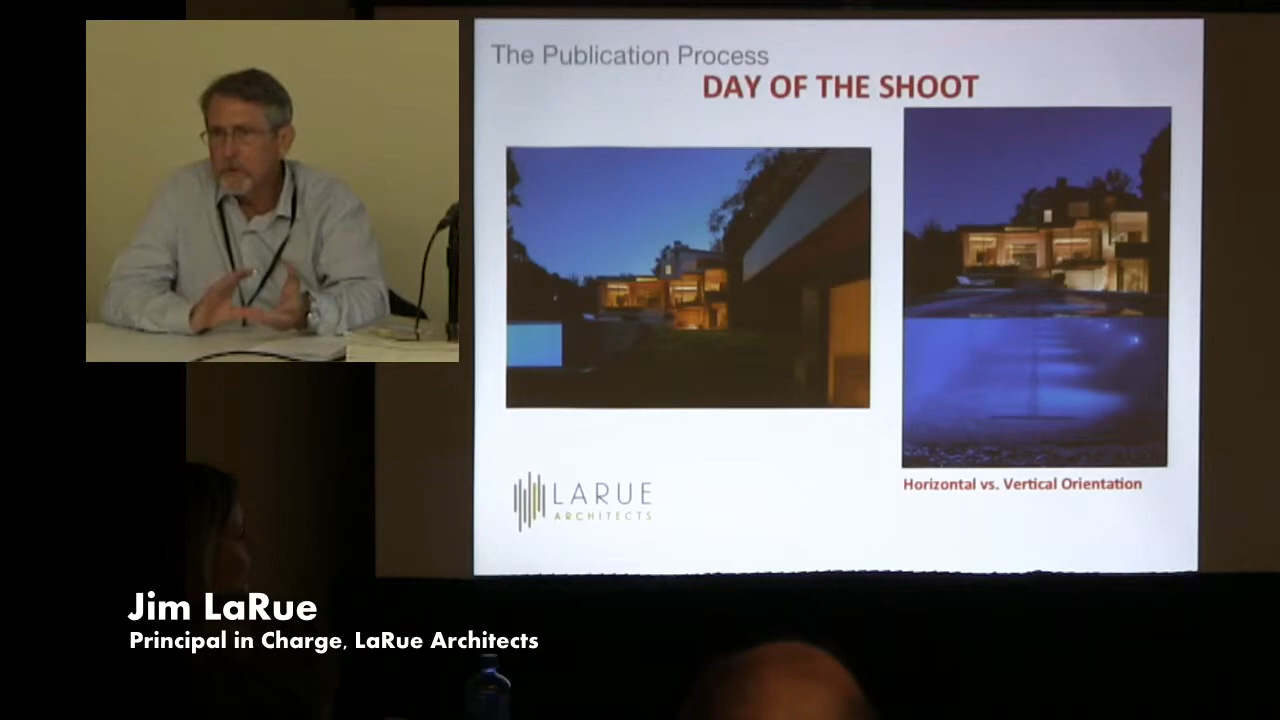 The Publication Process
DAY OF THE SHOOT
Horizontal vs. Vertical Orientation
LARUE
ARCHITECTS
Jim LaRue
Principal in Charge, LaRue Architects